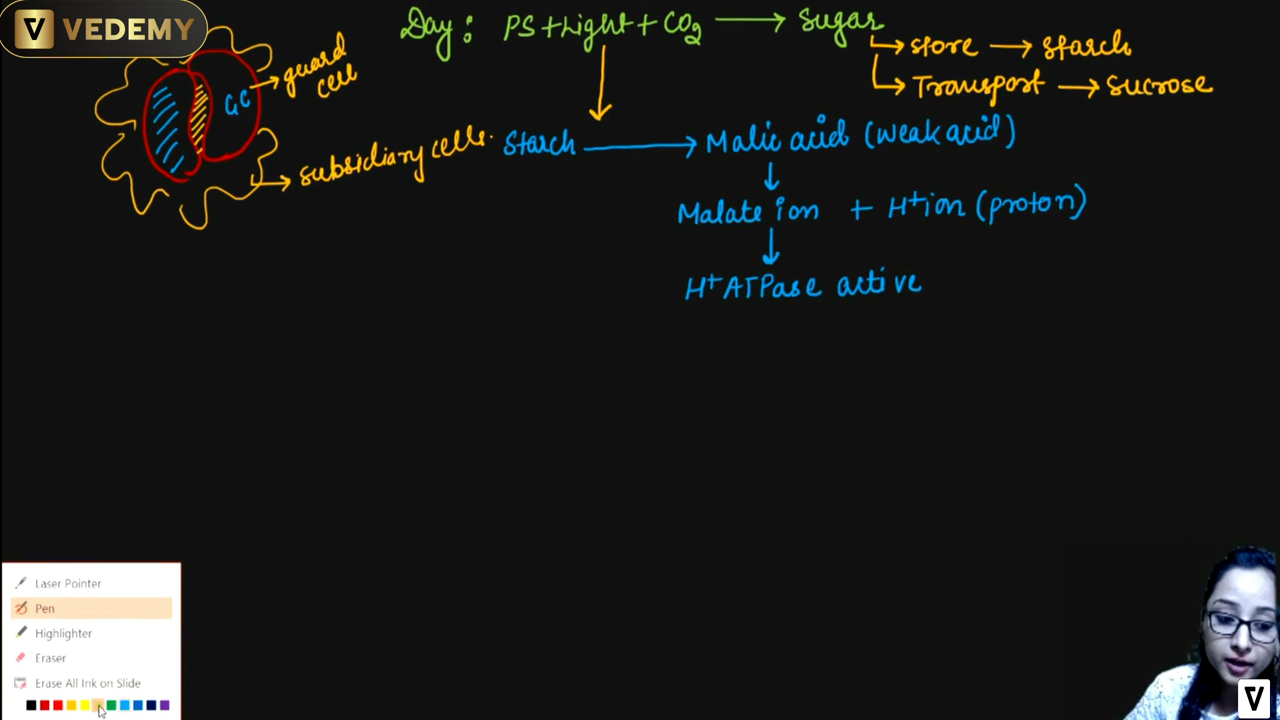 VEDEMY
Day: PS + Light + CO2 → Sugar
→ store → starch
→ Transport → Sucrose
GC
→ guard cell
→ subsidiary cells.
Starch → Malic acid (weak acid)
Malate ion + H+ ion (proton)
H+ATPase active
Laser Pointer
Pen
Highlighter
Eraser
Erase All Ink on Slide
V